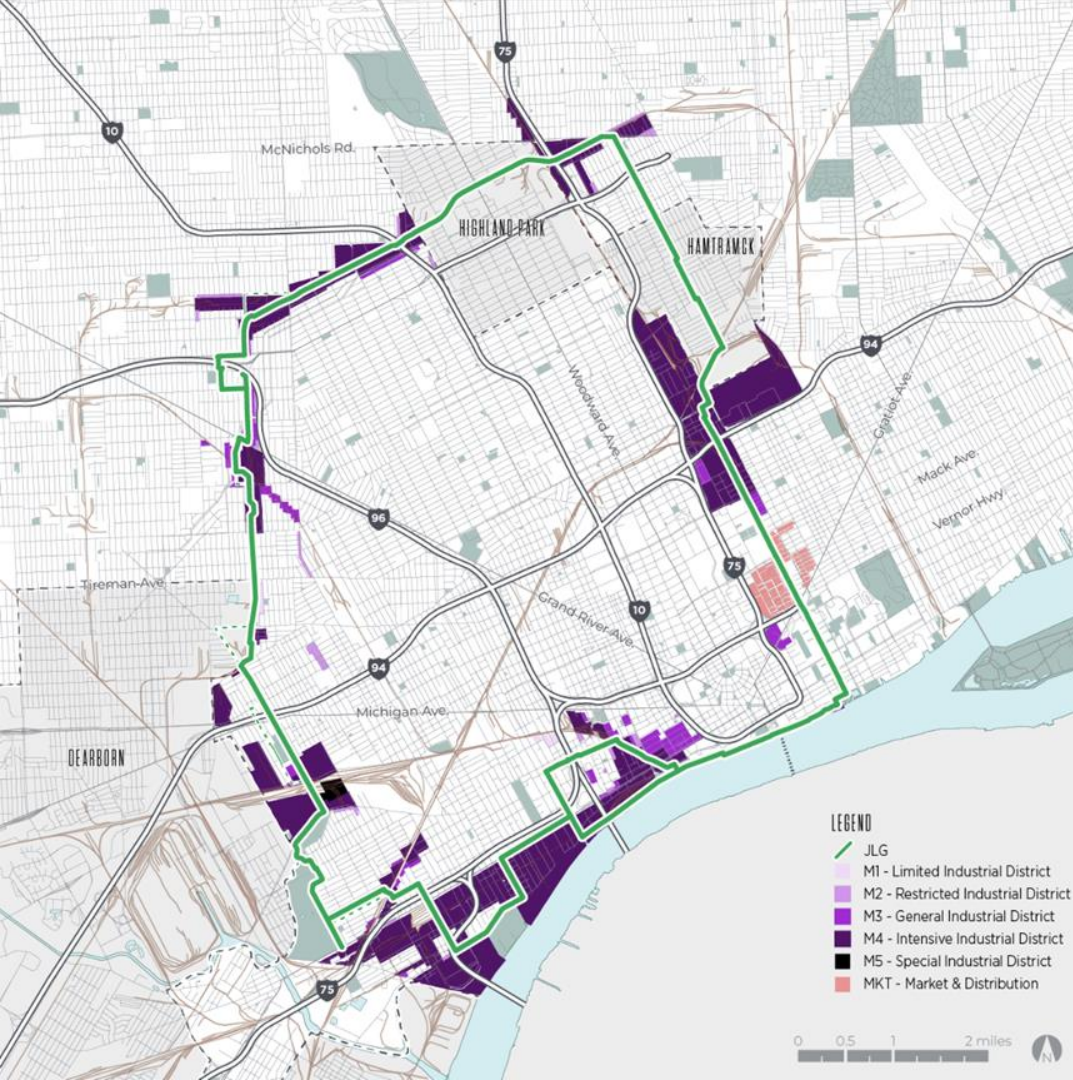 75
10
McNichols Rd.
HIGHLAND PARK
HAMTRAMCK
94
Woodward Ave.
Gratiot Ave.
Mack Ave.
Vernor Hwy.
96
Tireman Ave.
Grand River Ave.
75
10
94
Michigan Ave.
DEARBORN
75
LEGEND
JLG
M1 - Limited Industrial District
M2 - Restricted Industrial District
M3 - General Industrial District
M4 - Intensive Industrial District
M5 - Special Industrial District
MKT - Market & Distribution
0 0.5 1 2 miles
N